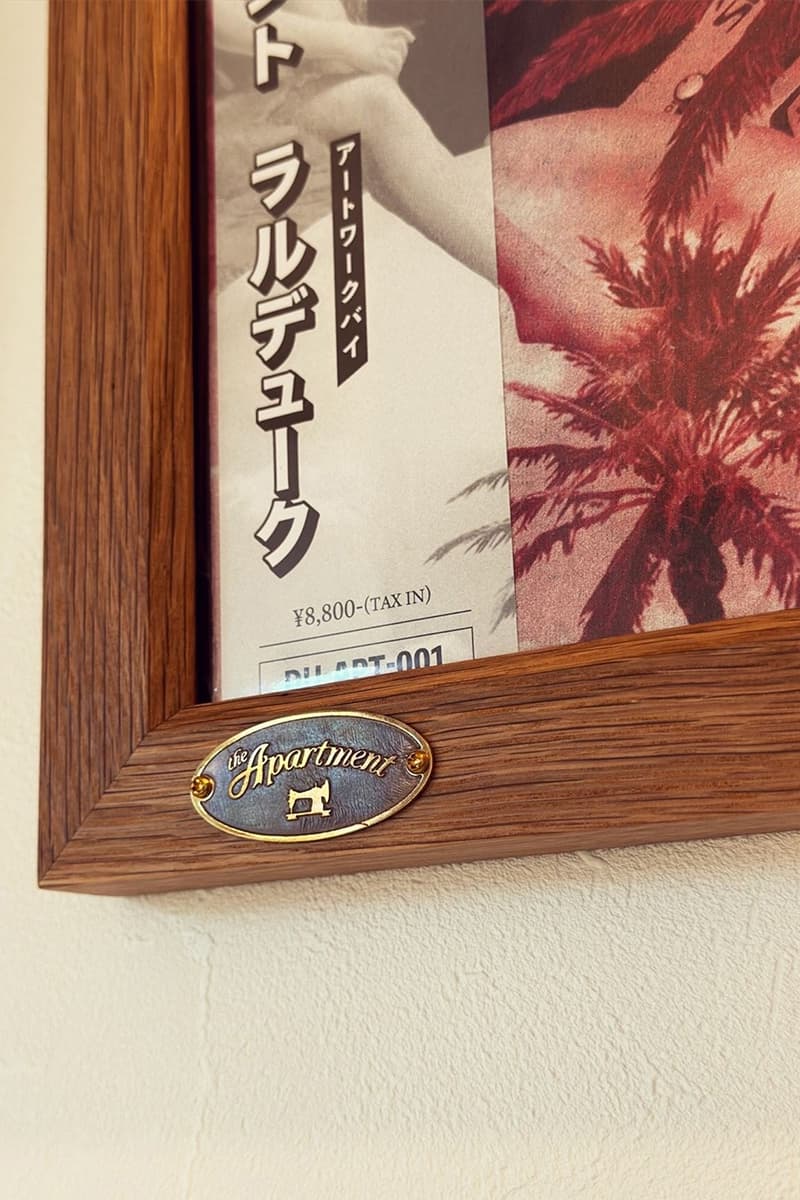 ント
ラルデューク
アートワークバイ
¥8,800-(TAX IN)
the Apartment